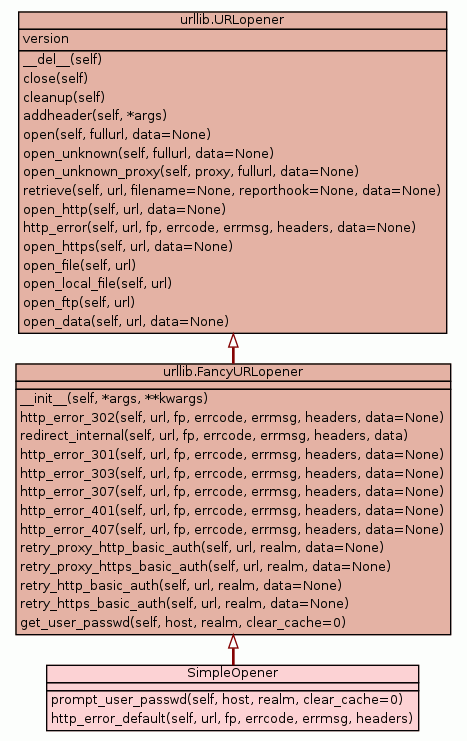 urllib.URLopener
version
__del__(self)
close(self)
cleanup(self)
addheader(self, *args)
open(self, fullurl, data=None)
open_unknown(self, fullurl, data=None)
open_unknown_proxy(self, proxy, fullurl, data=None)
retrieve(self, url, filename=None, reporthook=None, data=None)
open_http(self, url, data=None)
http_error(self, url, fp, errcode, errmsg, headers, data=None)
open_https(self, url, data=None)
open_file(self, url)
open_local_file(self, url)
open_ftp(self, url)
open_data(self, url, data=None)
urllib.FancyURLopener
__init__(self, *args, **kwargs)
http_error_302(self, url, fp, errcode, errmsg, headers, data=None)
redirect_internal(self, url, fp, errcode, errmsg, headers, data)
http_error_301(self, url, fp, errcode, errmsg, headers, data=None)
http_error_303(self, url, fp, errcode, errmsg, headers, data=None)
http_error_307(self, url, fp, errcode, errmsg, headers, data=None)
http_error_401(self, url, fp, errcode, errmsg, headers, data=None)
http_error_407(self, url, fp, errcode, errmsg, headers, data=None)
retry_proxy_http_basic_auth(self, url, realm, data=None)
retry_proxy_https_basic_auth(self, url, realm, data=None)
retry_http_basic_auth(self, url, realm, data=None)
retry_https_basic_auth(self, url, realm, data=None)
get_user_passwd(self, host, realm, clear_cache=0)
SimpleOpener
prompt_user_passwd(self, host, realm, clear_cache=0)
http_error_default(self, url, fp, errcode, errmsg, headers)